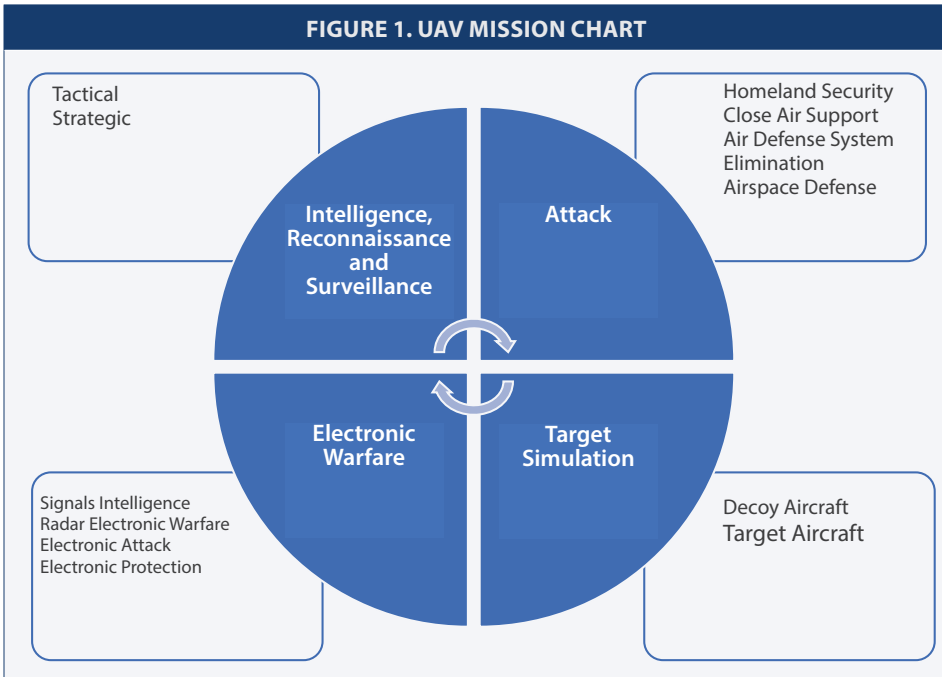 FIGURE 1. UAV MISSION CHART
Tactical
Strategic
Homeland Security
Close Air Support
Air Defense System
Elimination
Airspace Defense
Intelligence,
Reconnaissance
and
Surveillance
Attack
Electronic
Warfare
Target
Simulation
Signals Intelligence
Radar Electronic Warfare
Electronic Attack
Electronic Protection
Decoy Aircraft
Target Aircraft